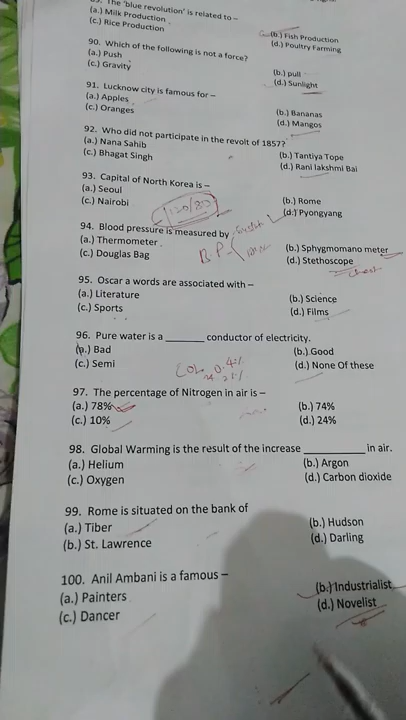 89. The 'blue revolution' is related to –
(a.) Milk Production
(b.) Fish Production
(c.) Rice Production
(d.) Poultry Farming
90. Which of the following is not a force?
(a.) Push
(b.) pull
(c.) Gravity
(d.) Sunlight
91. Lucknow city is famous for –
(a.) Apples
(b.) Bananas
(c.) Oranges
(d.) Mangos
92. Who did not participate in the revolt of 1857?
(a.) Nana Sahib
(b.) Tantiya Tope
(c.) Bhagat Singh
(d.) Rani lakshmi Bai
93. Capital of North Korea is –
(a.) Seoul
(b.) Rome
(c.) Nairobi
(d.) Pyongyang
120/80
94. Blood pressure is measured by
(a.) Thermometer
(b.) Sphygmomano meter
B.P
(c.) Douglas Bag
(d.) Stethoscope
95. Oscar a words are associated with –
(a.) Literature
(b.) Science
(c.) Sports
(d.) Films
96. Pure water is a ________ conductor of electricity.
(a.) Bad
(b.) Good
(c.) Semi
(d.) None Of these
97. The percentage of Nitrogen in air is –
(a.) 78%
(b.) 74%
(c.) 10%
(d.) 24%
98. Global Warming is the result of the increase ____________ in air.
(a.) Helium
(b.) Argon
(c.) Oxygen
(d.) Carbon dioxide
99. Rome is situated on the bank of
(a.) Tiber
(b.) Hudson
(b.) St. Lawrence
(d.) Darling
100. Anil Ambani is a famous –
(a.) Painters
(b.) Industrialist
(c.) Dancer
(d.) Novelist